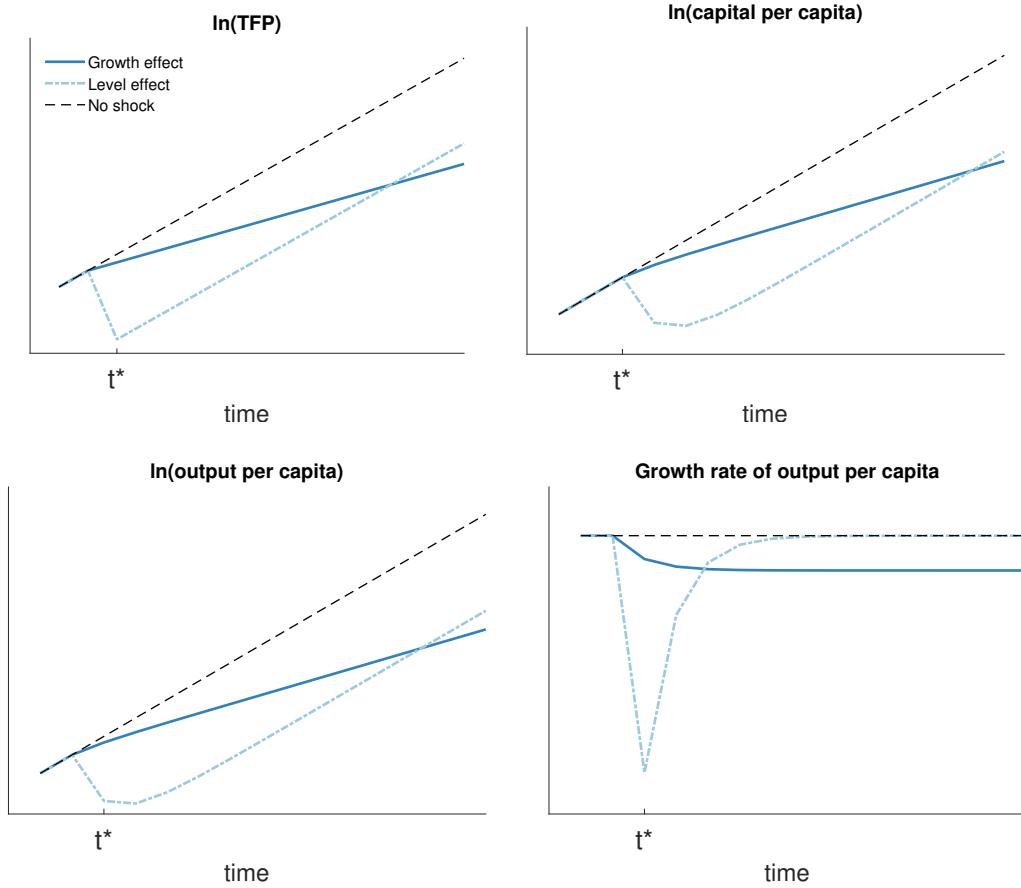 ln(TFP)
Growth effect
Level effect
No shock
t*
time
ln(capital per capita)
t*
time
ln(output per capita)
t*
time
Growth rate of output per capita
t*
time